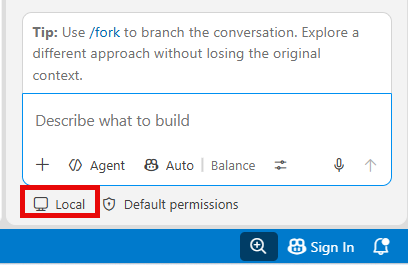 Tip: Use /fork to branch the conversation. Explore a
different approach without losing the original
context.
Describe what to build
Agent Auto | Balance
Local Default permissions
Sign In